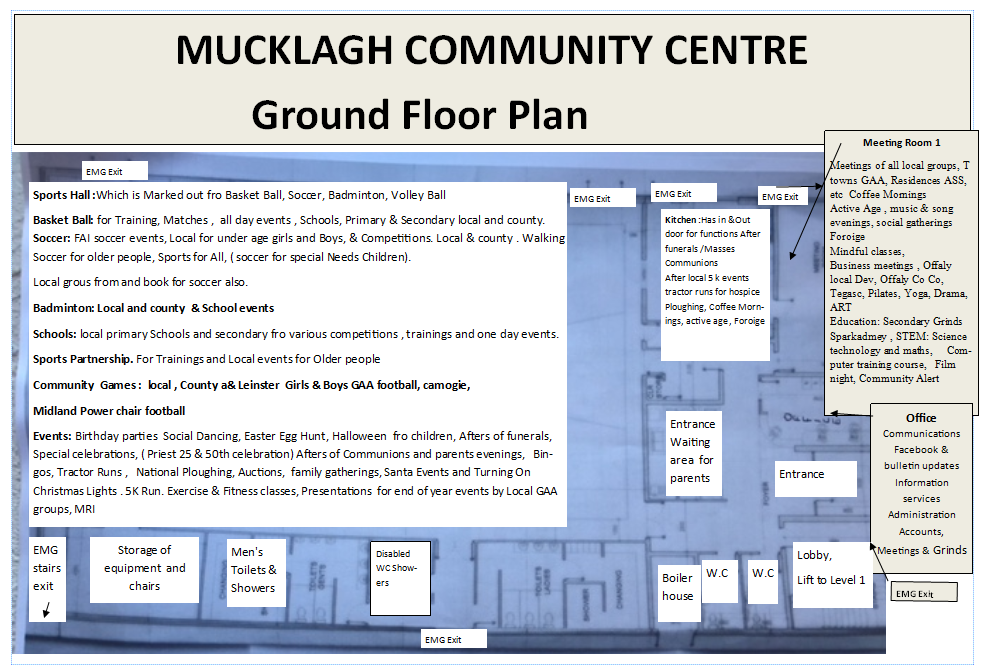 MUCKLAGH COMMUNITY CENTRE
Ground Floor Plan
EMG Exit
Sports Hall :Which is Marked out fro Basket Ball, Soccer, Badminton, Volley Ball
Basket Ball: for Training, Matches , all day events , Schools, Primary & Secondary local and county.
Soccer: FAI soccer events, Local for under age girls and Boys, & Competitions. Local & county . Walking
Soccer for older people, Sports for All, ( soccer for special Needs Children).
Local grous from and book for soccer also.
Badminton: Local and county & School events
Schools: local primary Schools and secondary fro various competitions , trainings and one day events.
Sports Partnership. For Trainings and Local events for Older people
Community Games : local , County a& Leinster Girls & Boys GAA football, camogie,
Midland Power chair football
Events: Birthday parties Social Dancing, Easter Egg Hunt, Halloween fro children, Afters of funerals,
Special celebrations, ( Priest 25 & 50th celebration) Afters of Communions and parents evenings, Bin-
gos, Tractor Runs , National Ploughing, Auctions, family gatherings, Santa Events and Turning On
Christmas Lights . 5K Run. Exercise & Fitness classes, Presentations for end of year events by Local GAA
groups, MRI
EMG Exit
EMG Exit
EMG Exit
Kitchen :Has in &Out
door for functions After
funerals /Masses
Communions
After local 5 k events
tractor runs for hospice
Ploughing, Coffee Morn-
ings, active age , Foroige
Meeting Room 1
Meetings of all local groups, T
towns GAA, Residences ASS,
etc Coffee Mornings
Active Age , music & song
evenings, social gatherings
Foroige
Mindful classes,
Business meetings , Offaly
local Dev, Offaly Co Co,
Tegasc, Pilates, Yoga, Drama,
ART
Education: Secondary Grinds
Sparkadmey , STEM: Science
technology and maths, Com-
puter training course, Film
night, Community Alert
Office
Communications
Facebook &
bulletin updates
Information
services
Administration
Accounts,
Meetings & Grinds
Entrance
Waiting
area for
parents
Entrance
FOYER
EMG
stairs
exit
Storage of
equipment and
chairs
Men's
Toilets &
Showers
TOILETS
GENTS
Disabled
WC Show-
ers
TOILETS
LADIES
SHOWER
CHANGING
Boiler
house
W.C
W.C
Lobby,
Lift to Level 1
EMG Exit
EMG Exit